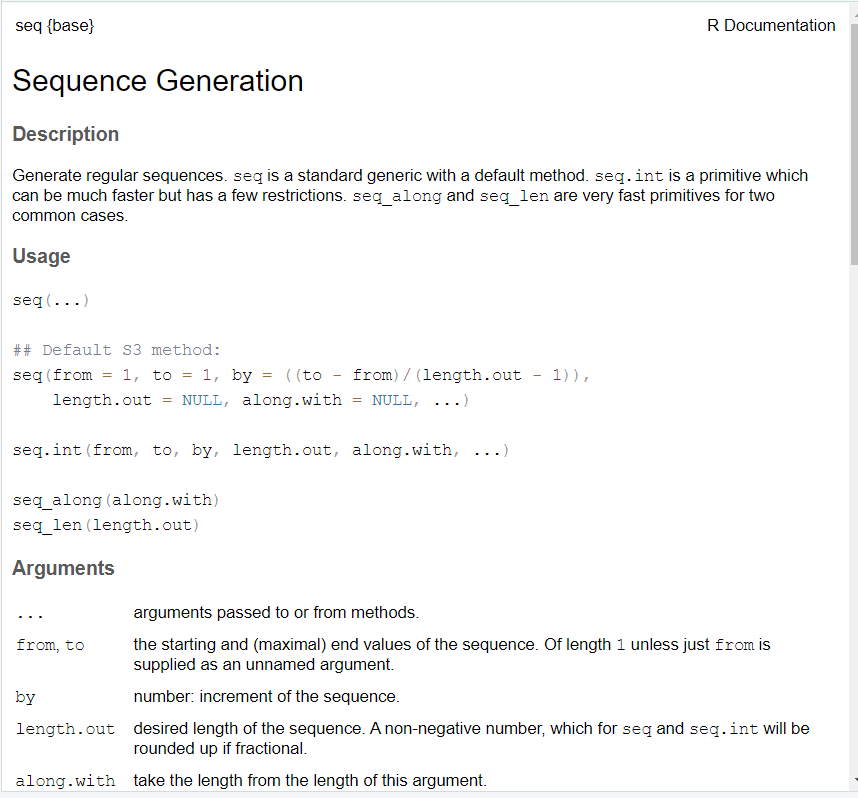 seq {base}
R Documentation
Sequence Generation
Description
Generate regular sequences. seq is a standard generic with a default method. seq.int is a primitive which
can be much faster but has a few restrictions. seq_along and seq_len are very fast primitives for two
common cases.
Usage
seq(...)
## Default S3 method:
seq(from = 1, to = 1, by = ((to - from)/(length.out - 1)),
    length.out = NULL, along.with = NULL, ...)
seq.int(from, to, by, length.out, along.with, ...)
seq_along(along.with)
seq_len(length.out)
Arguments
... arguments passed to or from methods.
from, to the starting and (maximal) end values of the sequence. Of length 1 unless just from is
supplied as an unnamed argument.
by number: increment of the sequence.
length.out desired length of the sequence. A non-negative number, which for seq and seq.int will be
rounded up if fractional.
along.with take the length from the length of this argument.